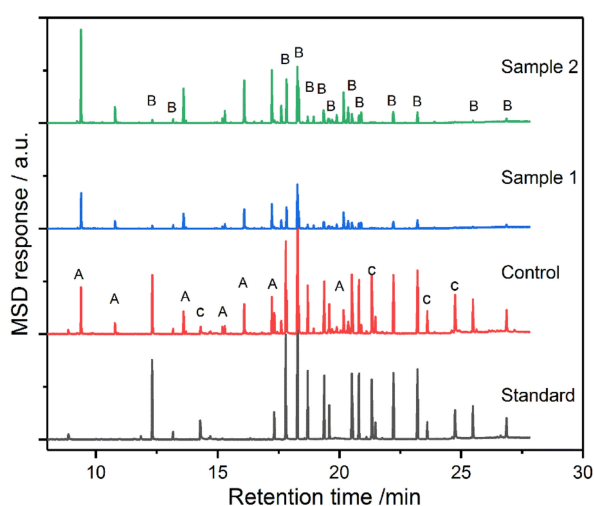 B B
Sample 2
B B B B B B B B B B
Sample 1
A A A C A A A A C C C
Control
Standard
10 15 20 25 30
Retention time /min
MSD response / a.u.